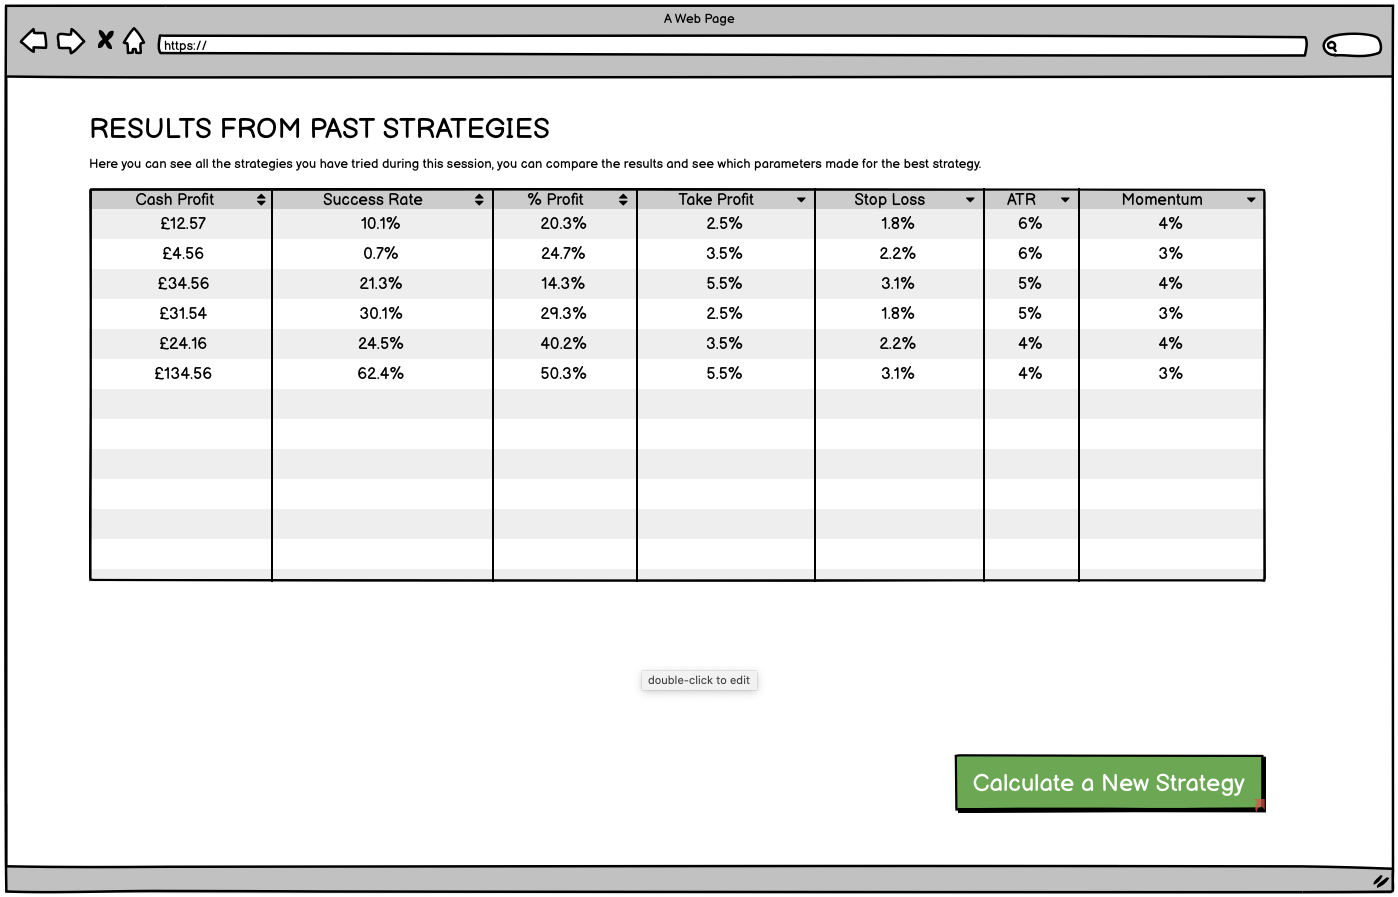 A Web Page
https://
RESULTS FROM PAST STRATEGIES
Here you can see all the strategies you have tried during this session, you can compare the results and see which parameters made for the best strategy.
Cash Profit Success Rate % Profit Take Profit Stop Loss ATR Momentum
£12.57 10.1% 20.3% 2.5% 1.8% 6% 4%
£4.56 0.7% 24.7% 3.5% 2.2% 6% 3%
£34.56 21.3% 14.3% 5.5% 3.1% 5% 4%
£31.54 30.1% 29.3% 2.5% 1.8% 5% 3%
£24.16 24.5% 40.2% 3.5% 2.2% 4% 4%
£134.56 62.4% 50.3% 5.5% 3.1% 4% 3%
double-click to edit
Calculate a New Strategy